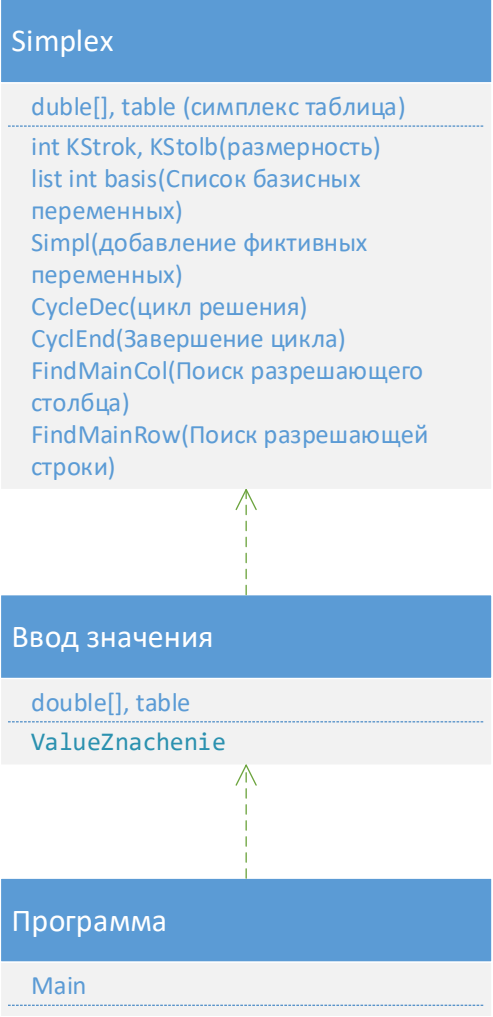 Simplex
duble[], table (симплекс таблица)
int KStrok, KStolb(размерность)
list int basis(Список базисных
переменных)
Simpl(добавление фиктивных
переменных)
CycleDec(цикл решения)
CyclEnd(Завершение цикла)
FindMainCol(Поиск разрешающего
столбца)
FindMainRow(Поиск разрешающей
строки)
Ввод значения
double[], table
ValueZnachenie
Программа
Main